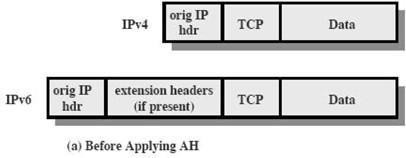 IPv4
orig IP
hdr
TCP
Data
IPv6
orig IP
hdr
extension headers
(if present)
TCP
Data
(a) Before Applying AH